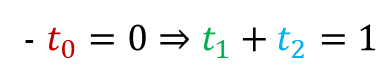 - t₀ = 0 ⇒ t₁ + t₂ = 1